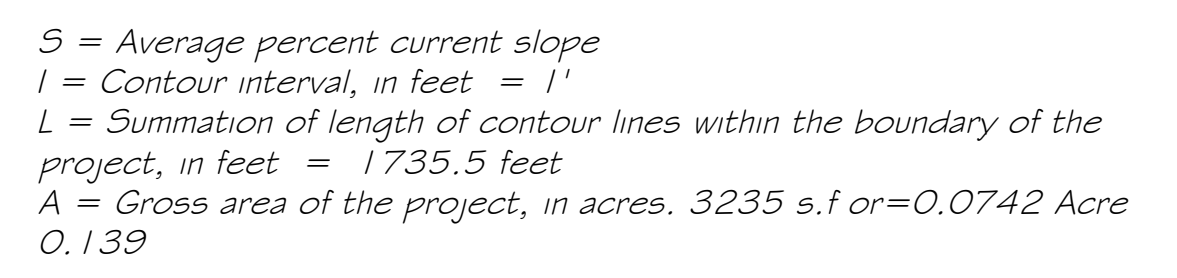 S = Average percent current slope
I = Contour interval, in feet = 1'
L = Summation of length of contour lines within the boundary of the
project, in feet = 1735.5 feet
A = Gross area of the project, in acres. 3235 s.f or=0.0742 Acre
0.139